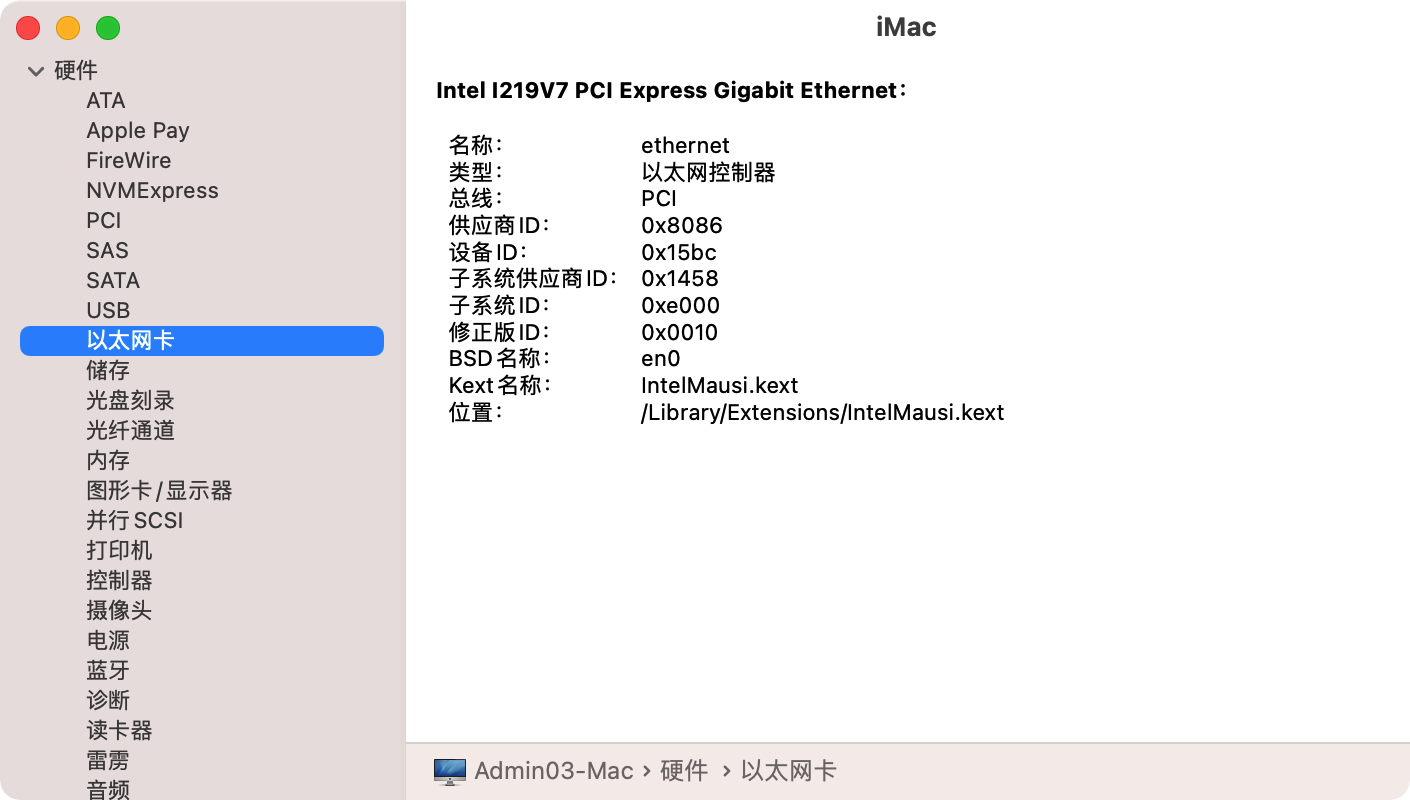 iMac
硬件
ATA
Apple Pay
FireWire
NVMExpress
PCI
SAS
SATA
USB
以太网卡
储存
光盘刻录
光纤通道
内存
图形卡/显示器
并行SCSI
打印机
控制器
摄像头
电源
蓝牙
诊断
读卡器
雷雳
音频
Intel I219V7 PCI Express Gigabit Ethernet：
名称： ethernet
类型： 以太网控制器
总线： PCI
供应商ID： 0x8086
设备ID： 0x15bc
子系统供应商ID： 0x1458
子系统ID： 0xe000
修正版ID： 0x0010
BSD名称： en0
Kext名称： IntelMausi.kext
位置： /Library/Extensions/IntelMausi.kext
Admin03-Mac › 硬件 › 以太网卡